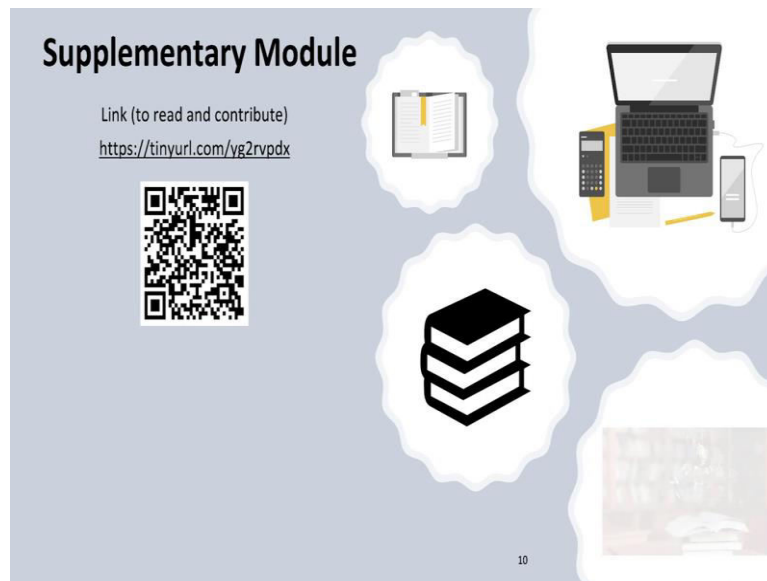 Supplementary Module
Link (to read and contribute)
https://tinyurl.com/yg2rvpdx
10